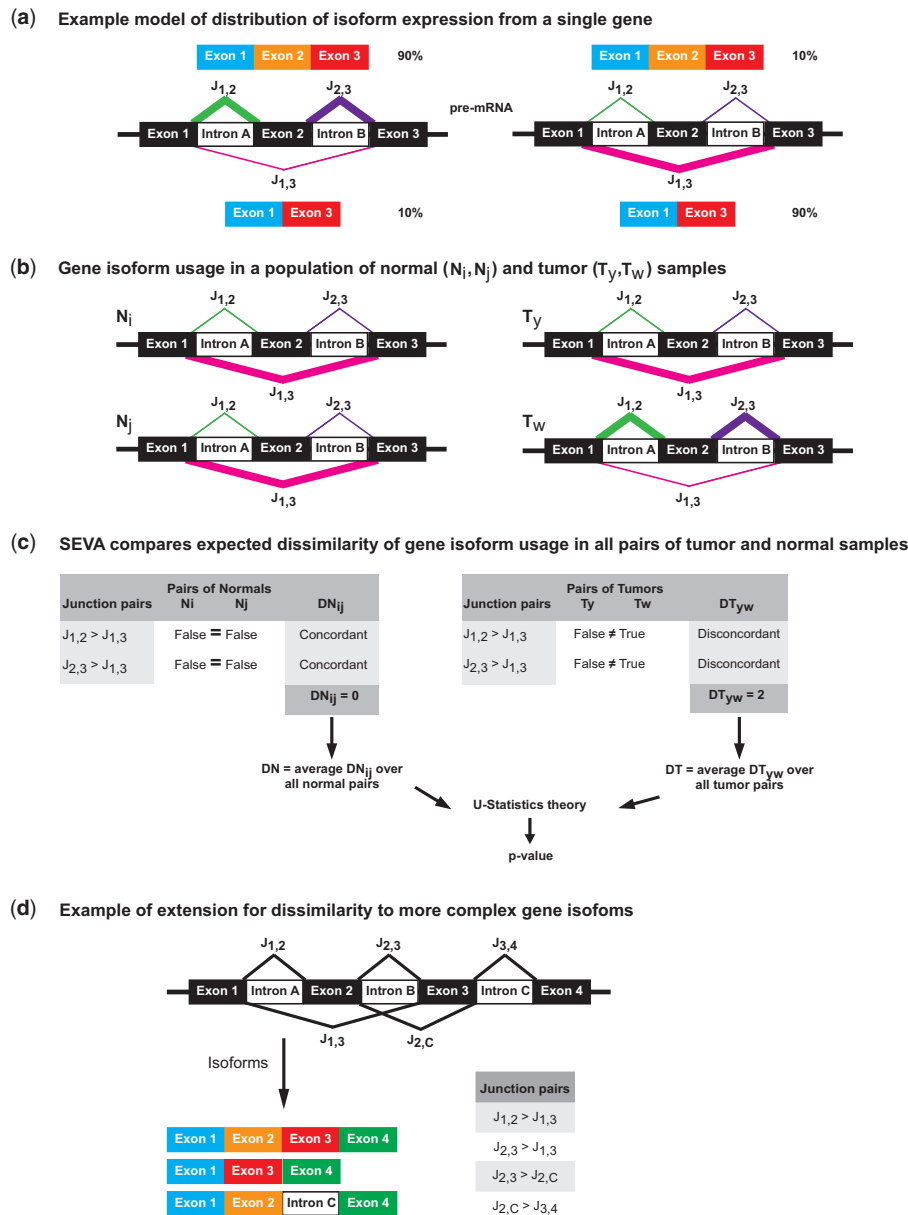 (a) Example model of distribution of isoform expression from a single gene
Exon 1 Exon 2 Exon 3 90%
J1,2 J2,3
Exon 1 Intron A Exon 2 Intron B Exon 3
J1,3
Exon 1 Exon 3 10%
pre-mRNA
Exon 1 Exon 2 Exon 3 10%
J1,2 J2,3
Exon 1 Intron A Exon 2 Intron B Exon 3
J1,3
Exon 1 Exon 3 90%
(b) Gene isoform usage in a population of normal (Ni,Nj) and tumor (Ty,Tw) samples
Ni
J1,2 J2,3
Exon 1 Intron A Exon 2 Intron B Exon 3
J1,3
Ty
J1,2 J2,3
Exon 1 Intron A Exon 2 Intron B Exon 3
J1,3
Nj
J1,2 J2,3
Exon 1 Intron A Exon 2 Intron B Exon 3
J1,3
Tw
J1,2 J2,3
Exon 1 Intron A Exon 2 Intron B Exon 3
J1,3
(c) SEVA compares expected dissimilarity of gene isoform usage in all pairs of tumor and normal samples
Pairs of Normals
Junction pairs Ni Nj DNij
J1,2 > J1,3 False = False Concordant
J2,3 > J1,3 False = False Concordant
DNij = 0
DN = average DNij over
all normal pairs
Pairs of Tumors
Junction pairs Ty Tw DTyw
J1,2 > J1,3 False ≠ True Discordant
J2,3 > J1,3 False ≠ True Discordant
DTyw = 2
DT = average DTyw over
all tumor pairs
U-Statistics theory
p-value
(d) Example of extension for dissimilarity to more complex gene isofoms
J1,2 J2,3 J3,4
Exon 1 Intron A Exon 2 Intron B Exon 3 Intron C Exon 4
J1,3 J2,C
Isoforms
Exon 1 Exon 2 Exon 3 Exon 4
Exon 1 Exon 3 Exon 4
Exon 1 Exon 2 Intron C Exon 4
Junction pairs
J1,2 > J1,3
J2,3 > J1,3
J2,3 > J2,C
J2,C > J3,4